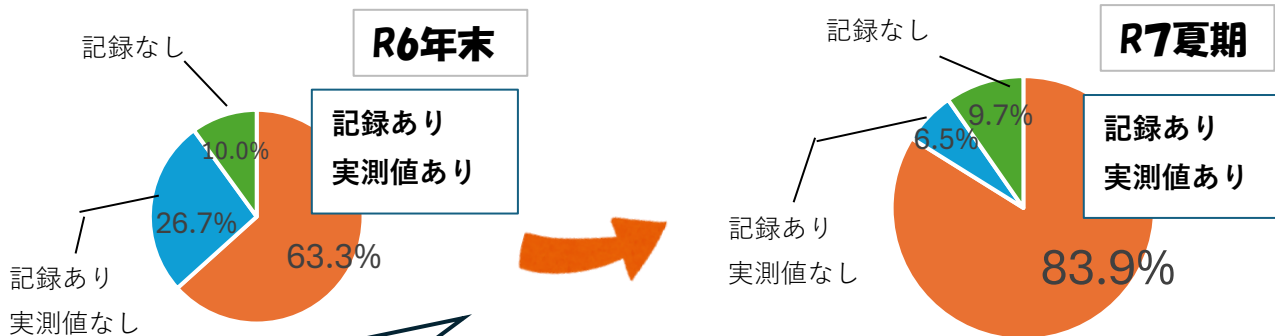 R6年末
記録なし
記録あり
実測値あり
10.0%
26.7%
63.3%
記録あり
実測値なし
R7夏期
記録なし
記録あり
実測値あり
9.7%
6.5%
記録あり
実測値なし
83.9%